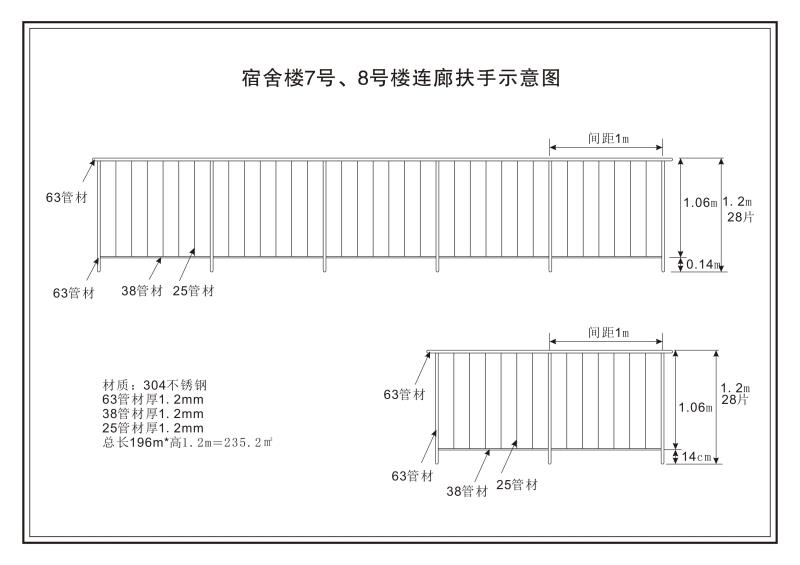 宿舍楼7号、8号楼连廊扶手示意图
间距1m
63管材
1.06m
1.2m
28片
0.14m
63管材
38管材
25管材
间距1m
63管材
1.06m
1.2m
28片
14cm
63管材
38管材
25管材
材质：304不锈钢
63管材厚1.2mm
38管材厚1.2mm
25管材厚1.2mm
总长196m*高1.2m＝235.2㎡